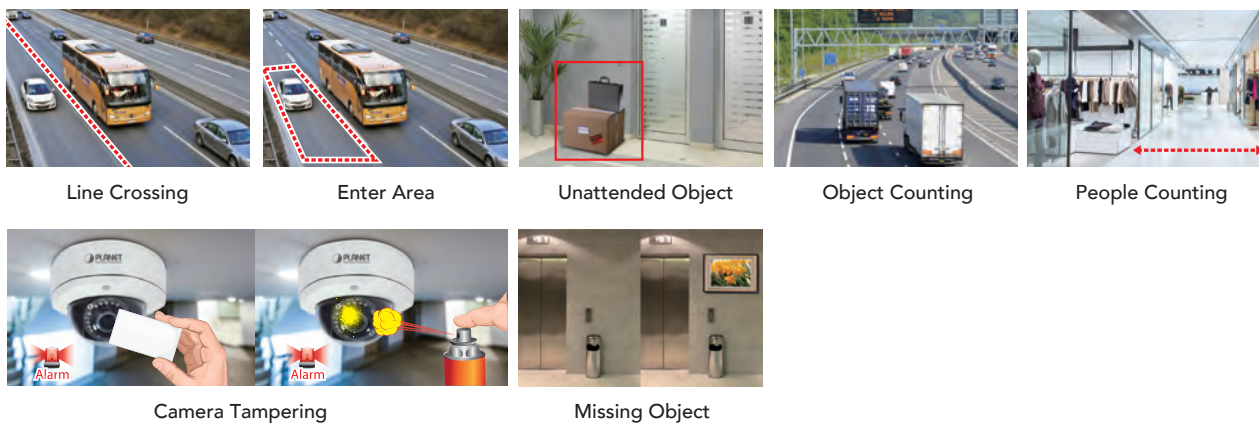 Line Crossing
Enter Area
Unattended Object
Object Counting
People Counting
PLANET
Alarm
PLANET
Alarm
Camera Tampering
Missing Object